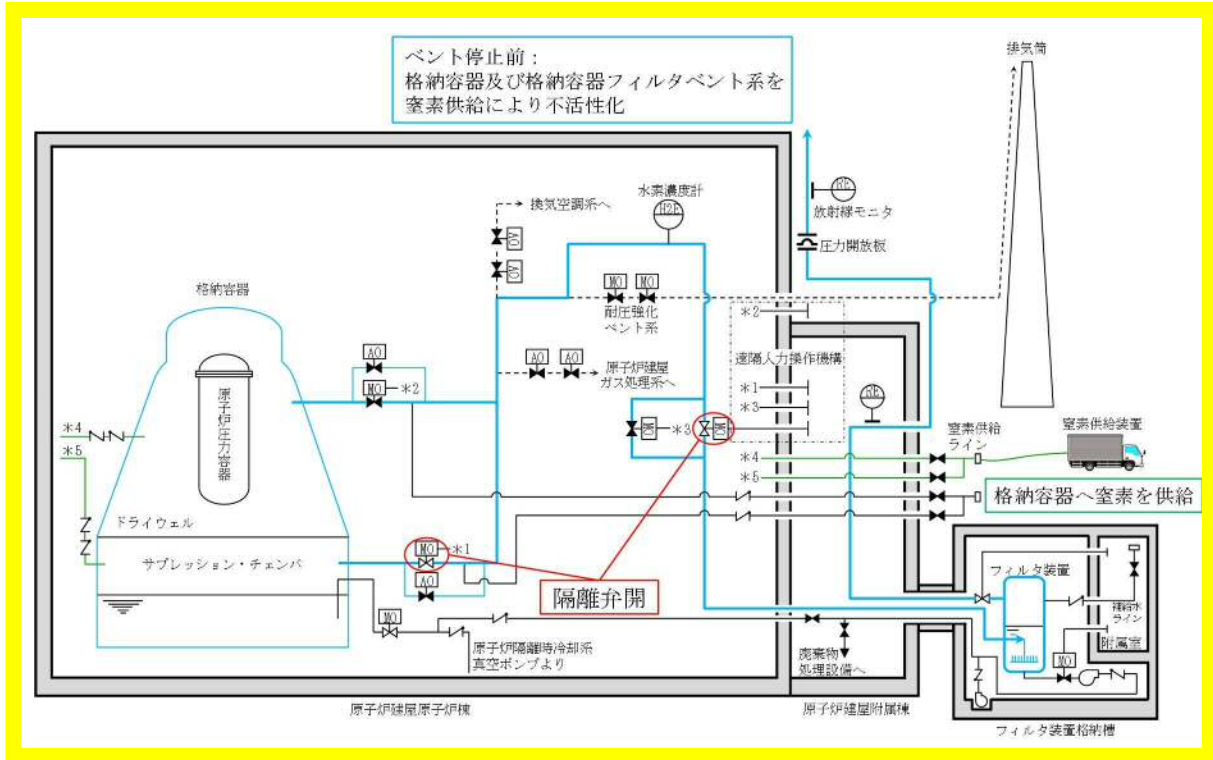 ベント停止前：
格納容器及び格納容器フィルタベント系を
窒素供給により不活性化
排気筒
水素濃度計
H2E
換気空調系へ
AO
AO
RE
放射線モニタ
圧力開放板
格納容器
MO
MO
耐圧強化
ベント系
＊2
遠隔人力操作機構
AO
MO
＊2
AO
AO
原子炉建屋
ガス処理系へ
＊1
＊3
RE
原子炉圧力容器
MO
＊3
MO
＊4
＊5
＊4
＊5
窒素供給
ライン
窒素供給装置
格納容器へ窒素を供給
ドライウェル
サプレッション・チェンバ
MO
＊1
AO
隔離弁開
フィルタ装置
補給水
ライン
附属室
MO
MO
原子炉隔離時冷却系
真空ポンプより
廃棄物
処理設備へ
原子炉建屋原子炉棟
原子炉建屋附属棟
フィルタ装置格納槽